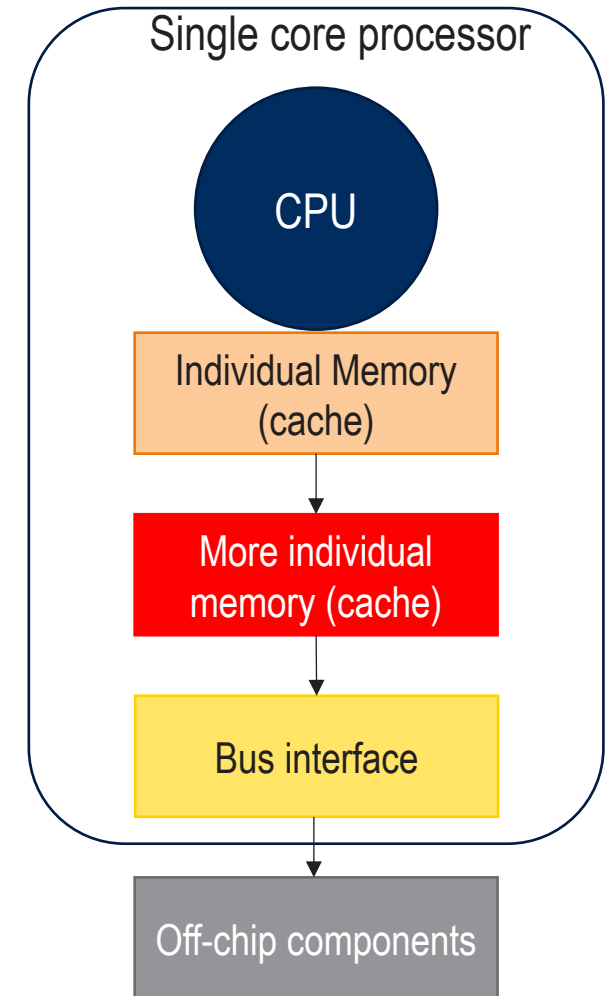 Single core processor
CPU
Individual Memory
(cache)
More individual
memory (cache)
Bus interface
Off-chip components